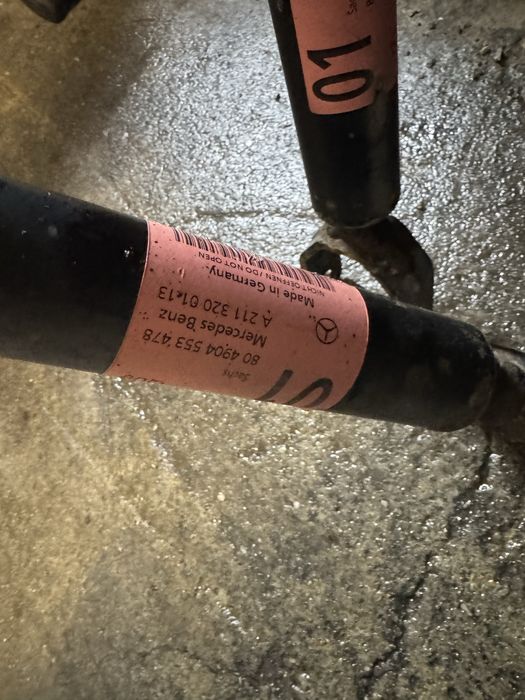 01
01
Sachs
80 4904 553 478
Mercedes Benz
A 211 320 01 13
Made in Germany.
NICHT OEFFNEN / DO NOT OPEN